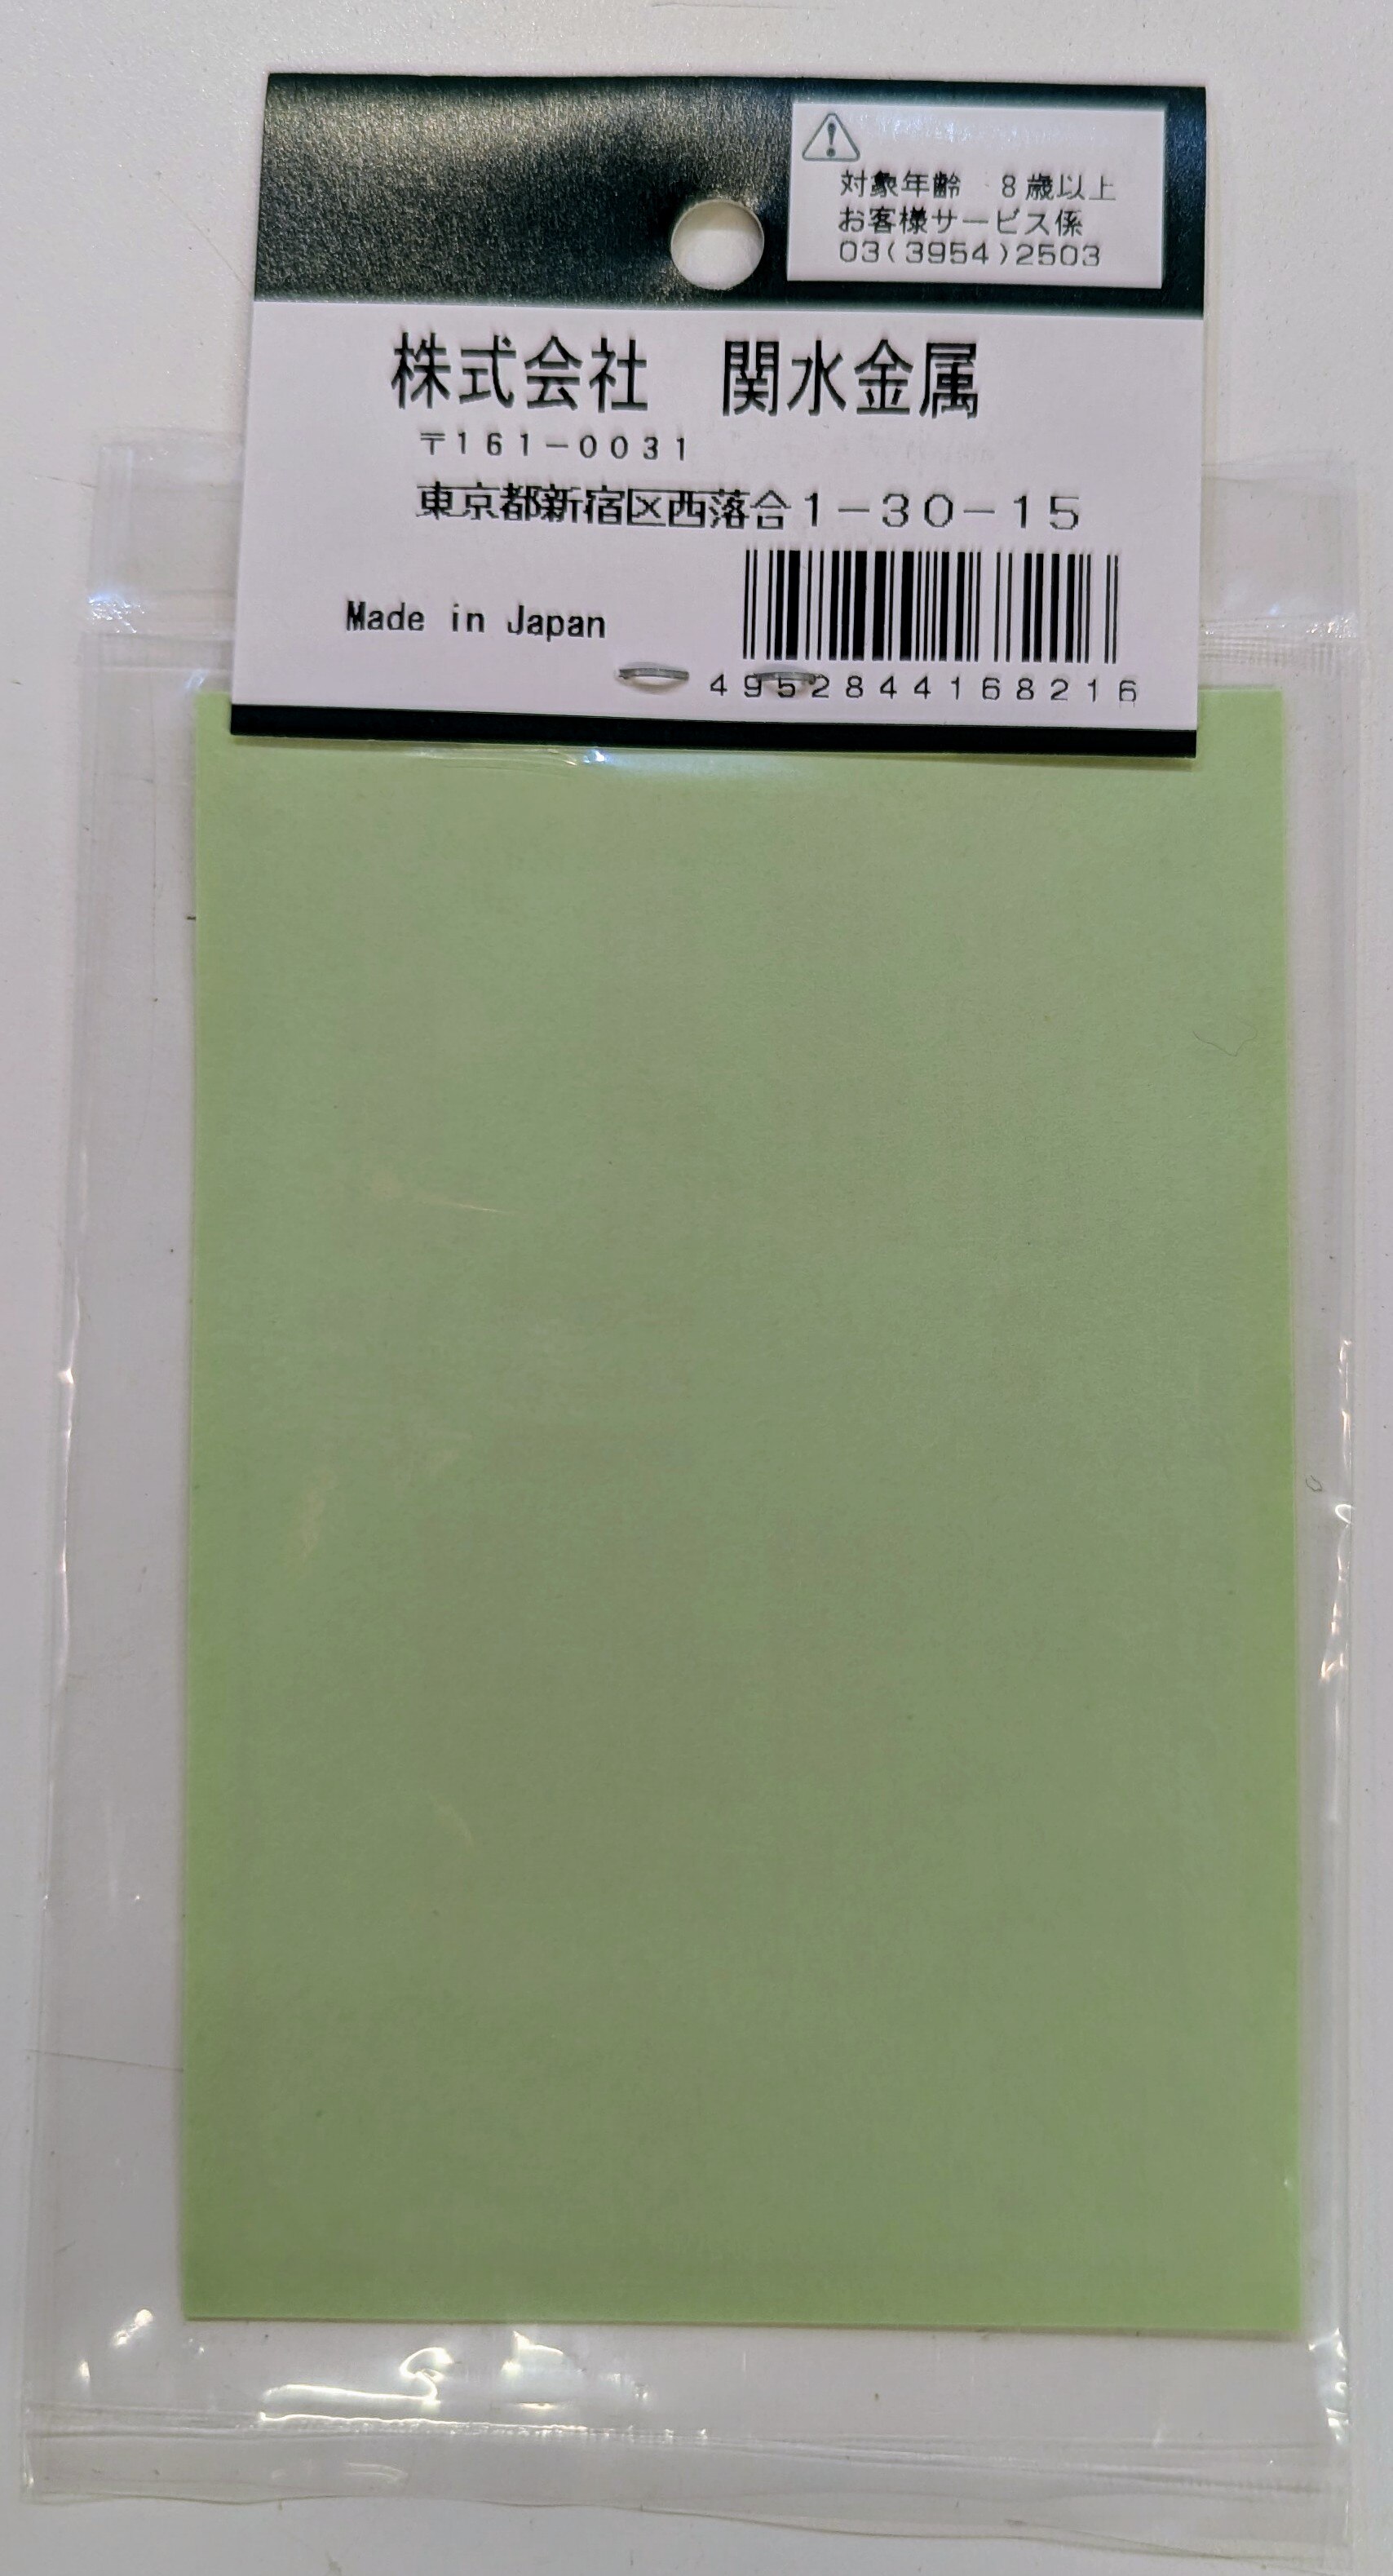 対象年齢　8歳以上
お客様サービス係
03(3954)2503
株式会社　関水金属
〒161-0031
東京都新宿区西落合1-30-15
Made in Japan
4952844168216